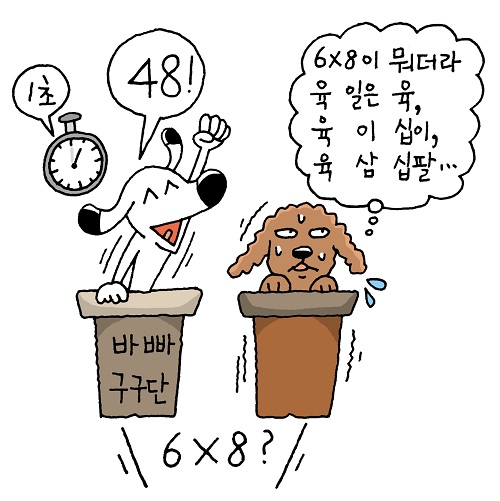 1초
48!
6×8이 뭐더라
육 일은 육,
육 이 십이,
육 삼 십팔...
바빠
구구단
6×8?